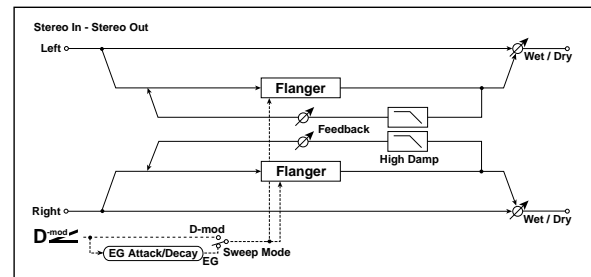 Stereo In - Stereo Out
Left
Wet / Dry
Flanger
Feedback
High Damp
Flanger
Right
Wet / Dry
D-mod
D-mod
EG Attack/Decay
EG
Sweep Mode